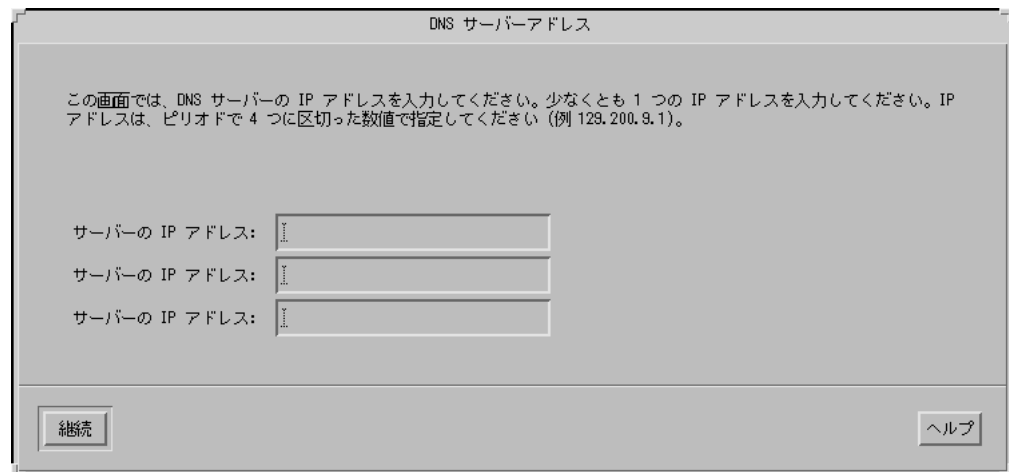 DNS サーバーアドレス
この画面では、DNS サーバーの IP アドレスを入力してください。少なくとも 1 つの IP アドレスを入力してください。IP
アドレスは、ピリオドで 4 つに区切った数値で指定してください (例 129.200.9.1)。
サーバーの IP アドレス:
サーバーの IP アドレス:
サーバーの IP アドレス:
継続
ヘルプ